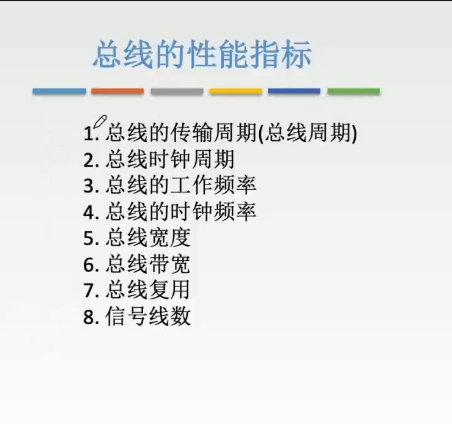 总线的性能指标
1. 总线的传输周期(总线周期)
2. 总线时钟周期
3. 总线的工作频率
4. 总线的时钟频率
5. 总线宽度
6. 总线带宽
7. 总线复用
8. 信号线数